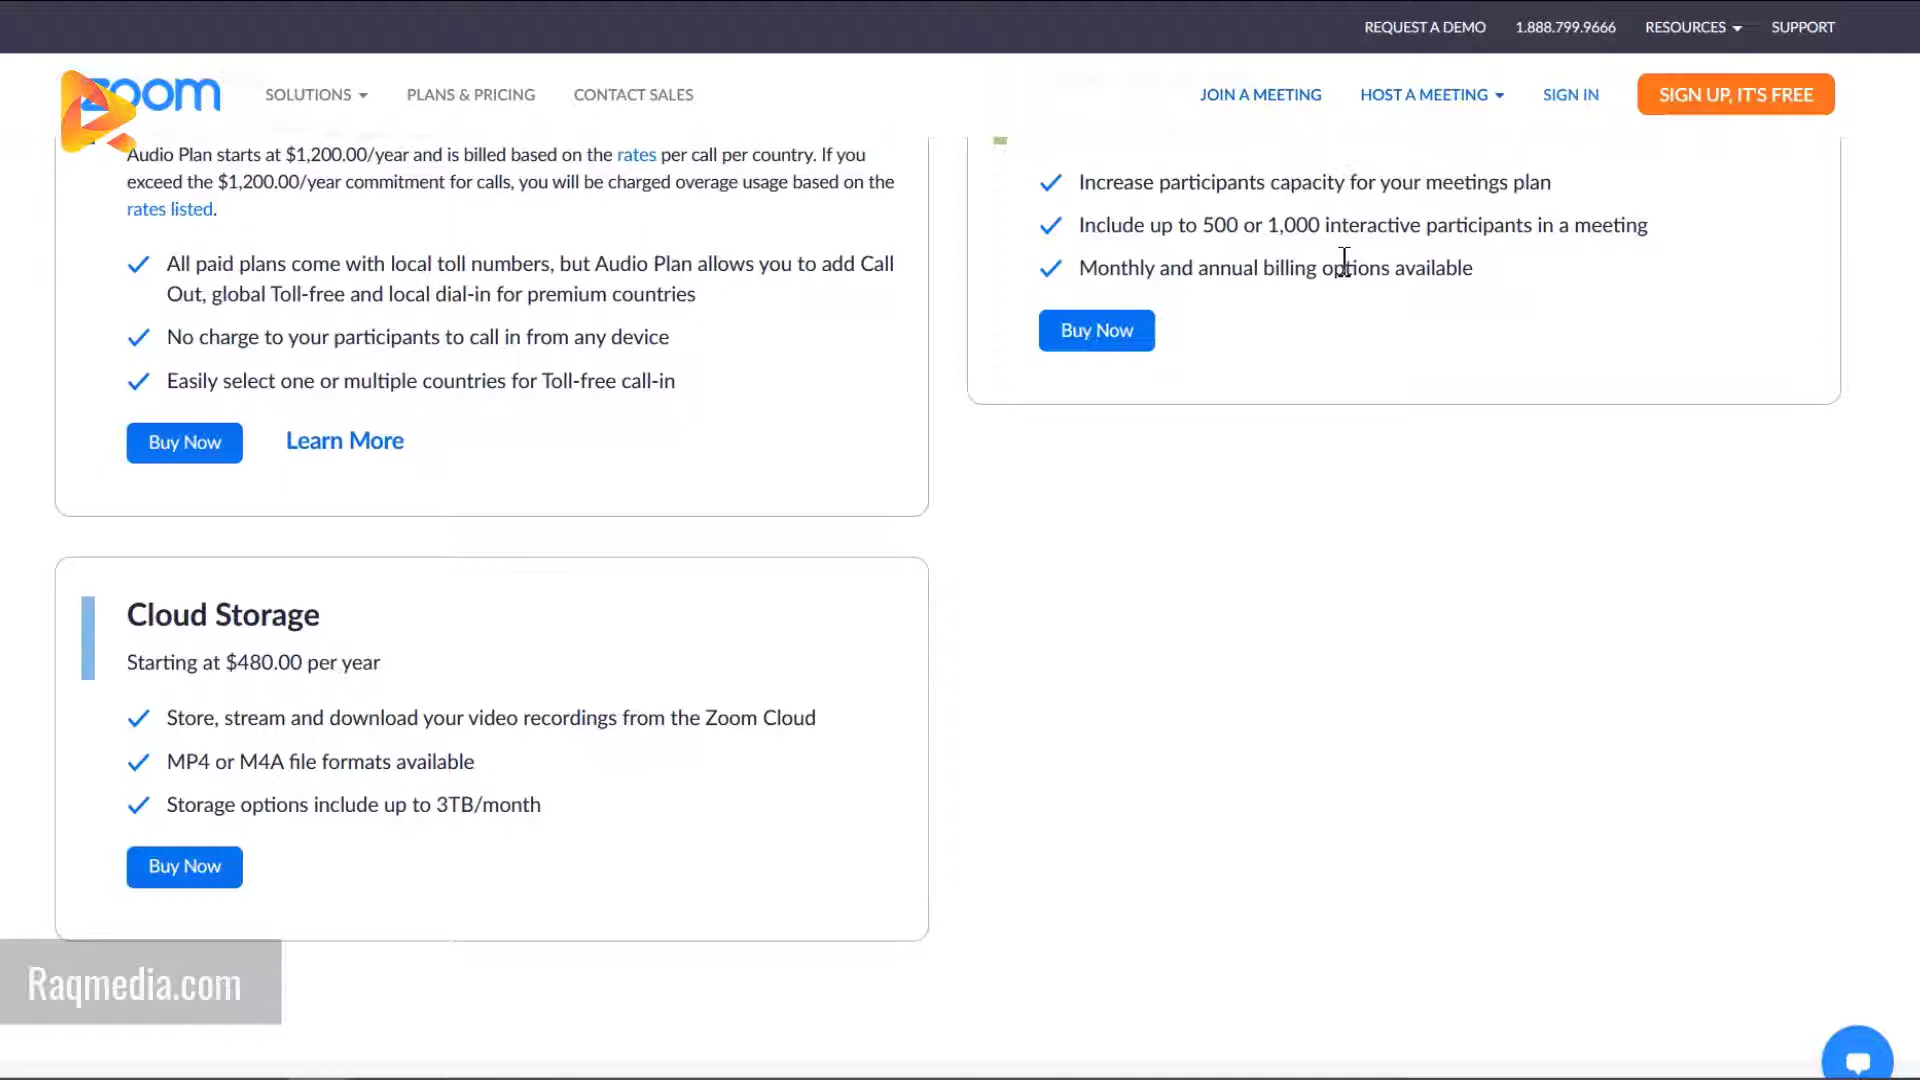 REQUEST A DEMO 1.888.799.9666 RESOURCES SUPPORT
zoom SOLUTIONS PLANS & PRICING CONTACT SALES JOIN A MEETING HOST A MEETING SIGN IN SIGN UP, IT'S FREE
Audio Plan starts at $1,200.00/year and is billed based on the rates per call per country. If you
exceed the $1,200.00/year commitment for calls, you will be charged overage usage based on the
rates listed.
All paid plans come with local toll numbers, but Audio Plan allows you to add Call
Out, global Toll-free and local dial-in for premium countries
No charge to your participants to call in from any device
Easily select one or multiple countries for Toll-free call-in
Buy Now Learn More
Increase participants capacity for your meetings plan
Include up to 500 or 1,000 interactive participants in a meeting
Monthly and annual billing options available
Buy Now
Cloud Storage
Starting at $480.00 per year
Store, stream and download your video recordings from the Zoom Cloud
MP4 or M4A file formats available
Storage options include up to 3TB/month
Buy Now
Raqmedia.com